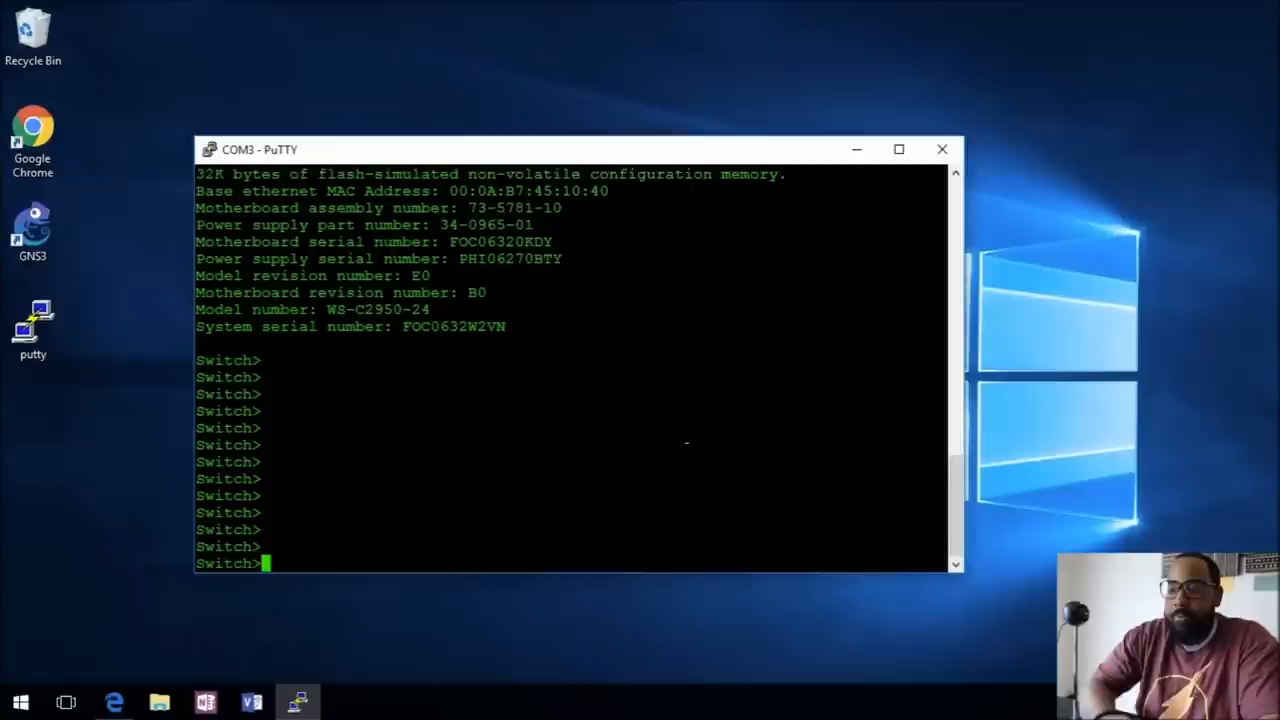 Recycle Bin
Google
Chrome
GNS3
putty
COM3 - PuTTY
32K bytes of flash-simulated non-volatile configuration memory.
Base ethernet MAC Address: 00:0A:B7:45:10:40
Motherboard assembly number: 73-5781-10
Power supply part number: 34-0965-01
Motherboard serial number: FOC06320KDY
Power supply serial number: PHI06270BTY
Model revision number: E0
Motherboard revision number: B0
Model number: WS-C2950-24
System serial number: FOC0632W2VN
Switch>
Switch>
Switch>
Switch>
Switch>
Switch>
Switch>
Switch>
Switch>
Switch>
Switch>
Switch>
Switch>